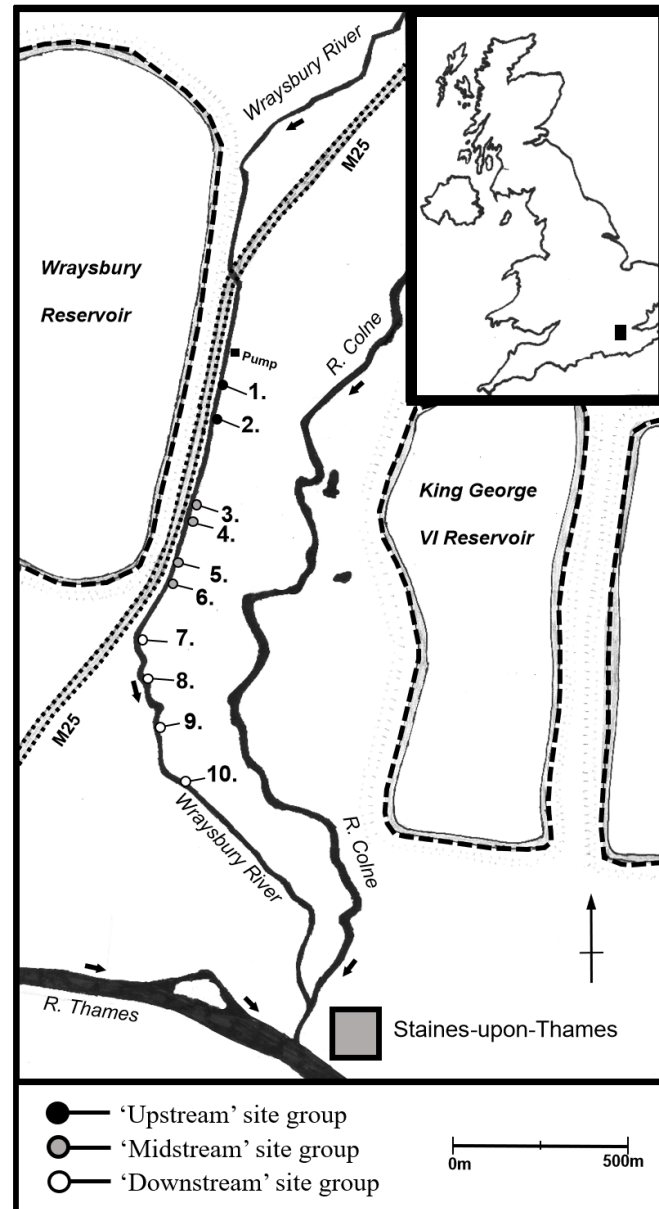 Wraysbury River
M25
Wraysbury
Reservoir
R. Colne
Pump
1.
2.
3.
4.
5.
6.
7.
8.
9.
10.
King George
VI Reservoir
M25
Wraysbury River
R. Colne
R. Thames
Staines-upon-Thames
‘Upstream’ site group
‘Midstream’ site group
‘Downstream’ site group
0m
500m